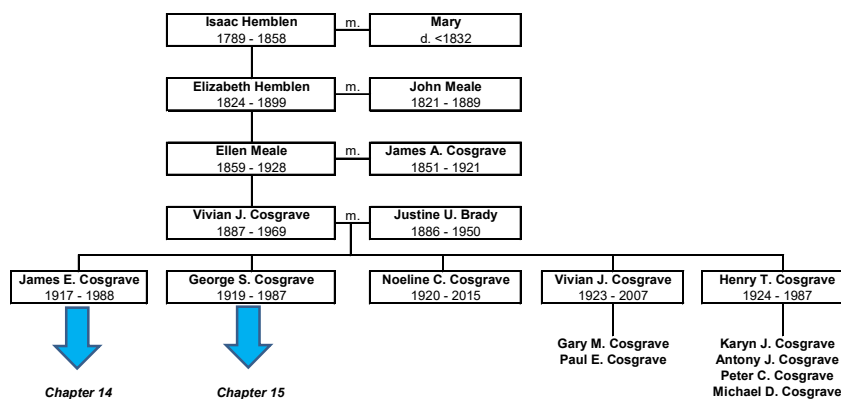 Isaac Hemblen
1789 - 1858
m.
Mary
d. <1832
Elizabeth Hemblen
1824 - 1899
m.
John Meale
1821 - 1889
Ellen Meale
1859 - 1928
m.
James A. Cosgrave
1851 - 1921
Vivian J. Cosgrave
1887 - 1969
m.
Justine U. Brady
1886 - 1950
James E. Cosgrave
1917 - 1988
George S. Cosgrave
1919 - 1987
Noeline C. Cosgrave
1920 - 2015
Vivian J. Cosgrave
1923 - 2007
Henry T. Cosgrave
1924 - 1987
Chapter 14
Chapter 15
Gary M. Cosgrave
Paul E. Cosgrave
Karyn J. Cosgrave
Antony J. Cosgrave
Peter C. Cosgrave
Michael D. Cosgrave